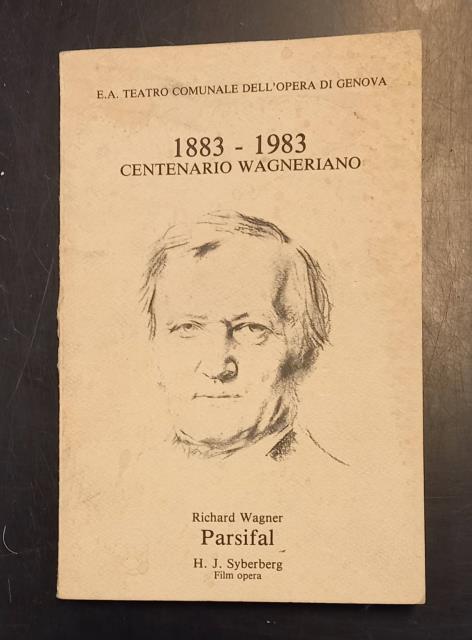 E.A. TEATRO COMUNALE DELL'OPERA DI GENOVA
1883 - 1983
CENTENARIO WAGNERIANO
Richard Wagner
Parsifal
H. J. Syberberg
Film opera